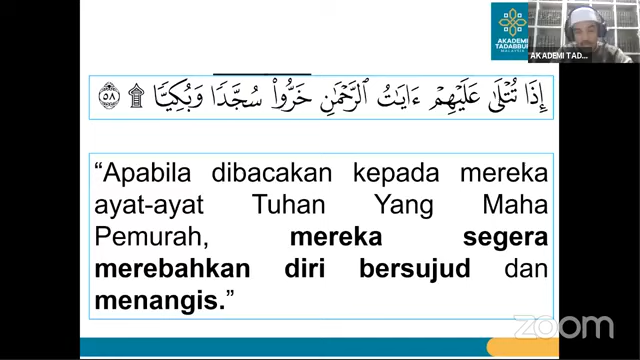 AKADEMI
TADABBUR
MALAYSIA
AKADEMI TAD...
إِذَا تُتْلَىٰ عَلَيْهِمْ ءَايَـٰتُ ٱلرَّحْمَـٰنِ خَرُّوا۟ سُجَّدًا وَبُكِيًّا ۩ ٥٨
“Apabila dibacakan kepada mereka
ayat-ayat Tuhan Yang Maha
Pemurah, mereka segera
merebahkan diri bersujud dan
menangis.”
zoom